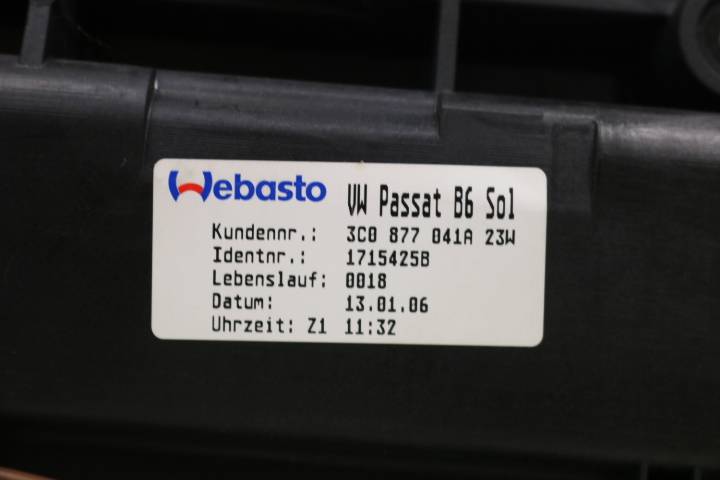 Webasto VW Passat B6 Sol
Kundennr.: 3C0 877 041A 23W
Identnr.: 1715425B
Lebenslauf: 0018
Datum: 13.01.06
Uhrzeit: Z1 11:32